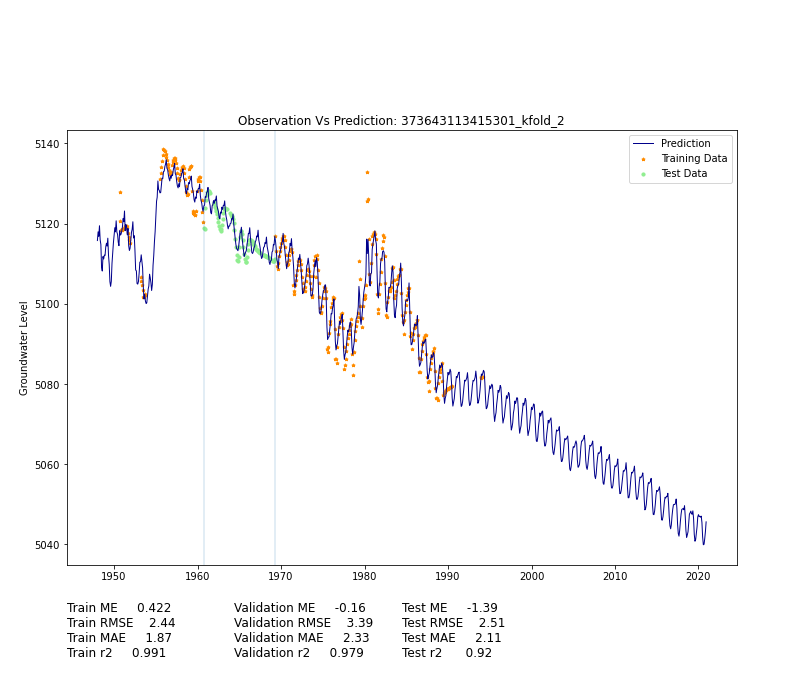 Observation Vs Prediction: 373643113415301_kfold_2
Prediction
Training Data
Test Data
Groundwater Level
5140
5120
5100
5080
5060
5040
1950 1960 1970 1980 1990 2000 2010 2020
Train ME 0.422 Validation ME -0.16 Test ME -1.39
Train RMSE 2.44 Validation RMSE 3.39 Test RMSE 2.51
Train MAE 1.87 Validation MAE 2.33 Test MAE 2.11
Train r2 0.991 Validation r2 0.979 Test r2 0.92